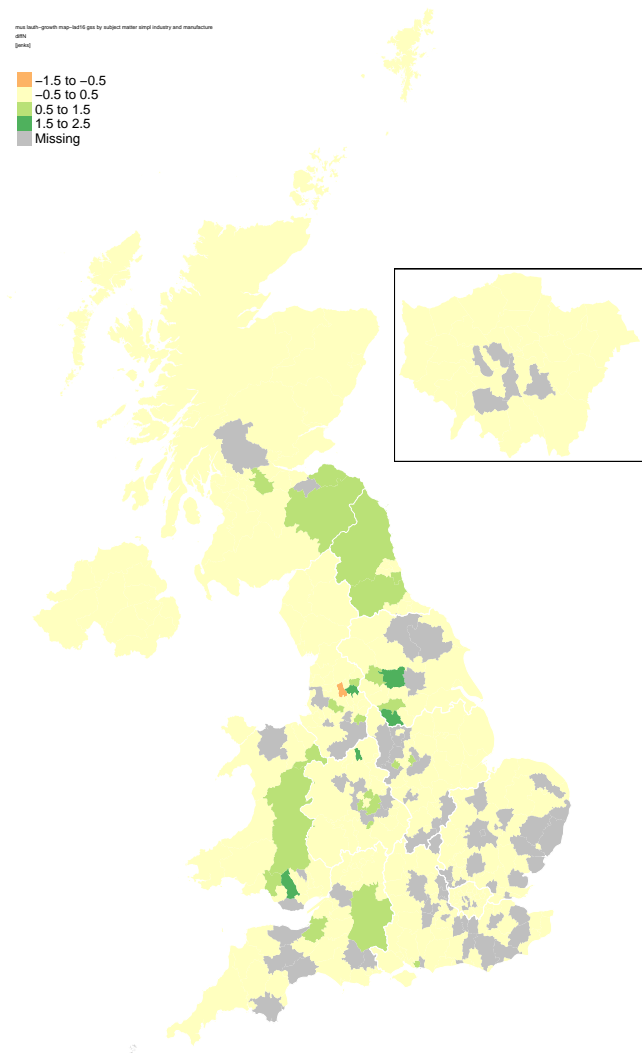 mus lauth-growth map-lad16 gas by subject matter simpl industry and manufacture
diffN
[jenks]
−1.5 to −0.5
−0.5 to 0.5
0.5 to 1.5
1.5 to 2.5
Missing